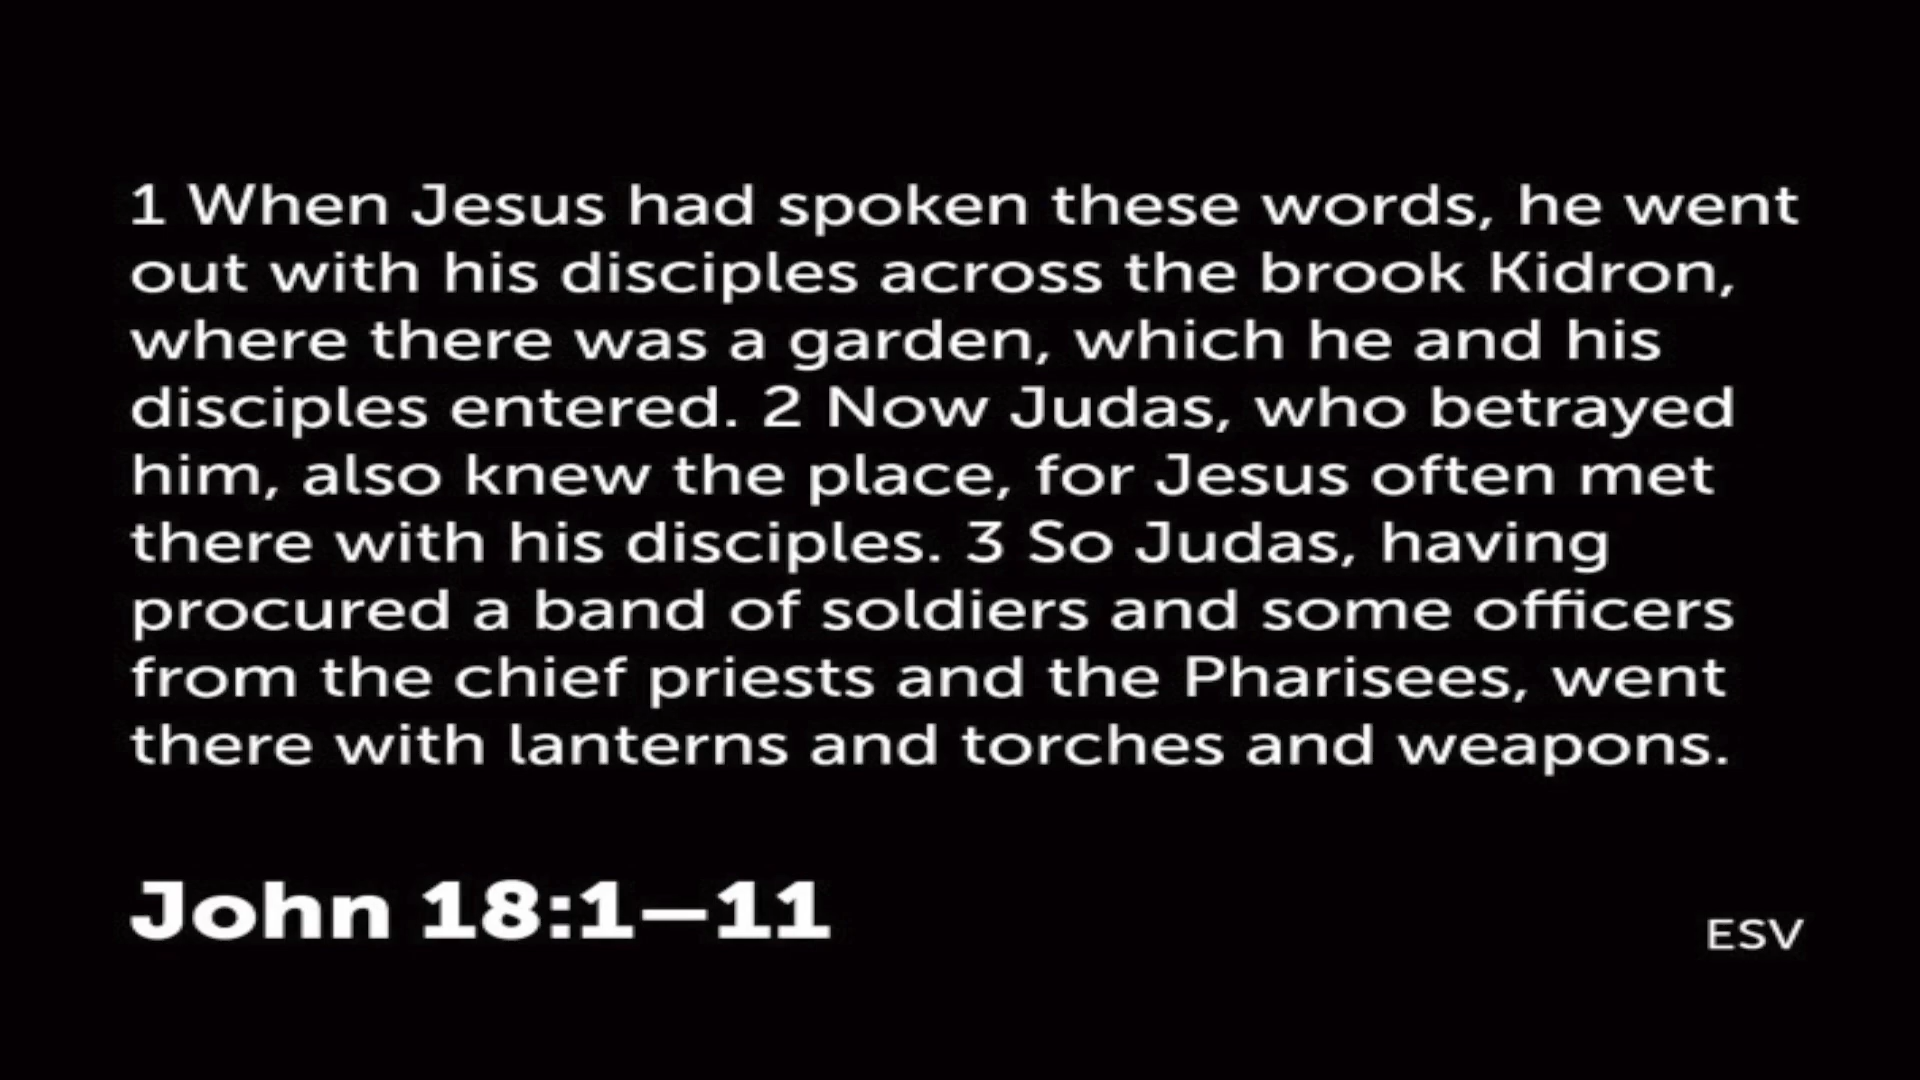 1 When Jesus had spoken these words, he went
out with his disciples across the brook Kidron,
where there was a garden, which he and his
disciples entered. 2 Now Judas, who betrayed
him, also knew the place, for Jesus often met
there with his disciples. 3 So Judas, having
procured a band of soldiers and some officers
from the chief priests and the Pharisees, went
there with lanterns and torches and weapons.
John 18:1—11
ESV